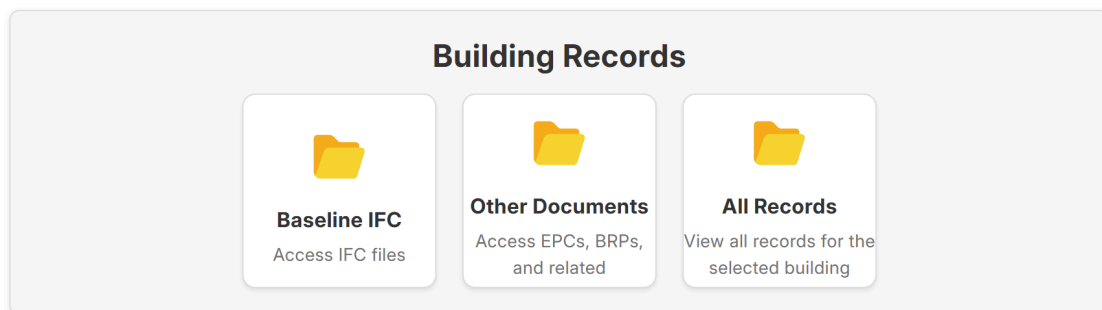 Building Records
Baseline IFC
Access IFC files
Other Documents
Access EPCs, BRPs,
and related
All Records
View all records for the
selected building